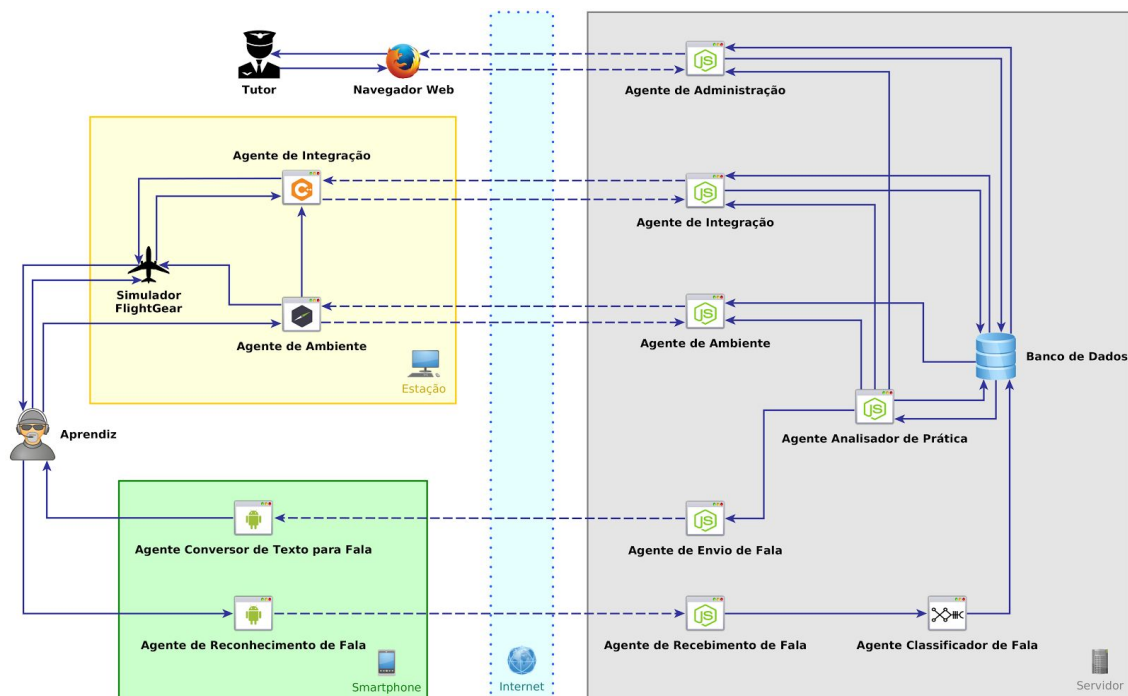 Tutor
Navegador Web
Agente de Administração
Agente de Integração
Agente de Integração
Simulador
FlightGear
Agente de Ambiente
Agente de Ambiente
Banco de Dados
Estação
Aprendiz
Agente Analisador de Prática
Agente Conversor de Texto para Fala
Agente de Envio de Fala
Agente de Reconhecimento de Fala
Agente de Recebimento de Fala
Agente Classificador de Fala
Smartphone
Internet
Servidor